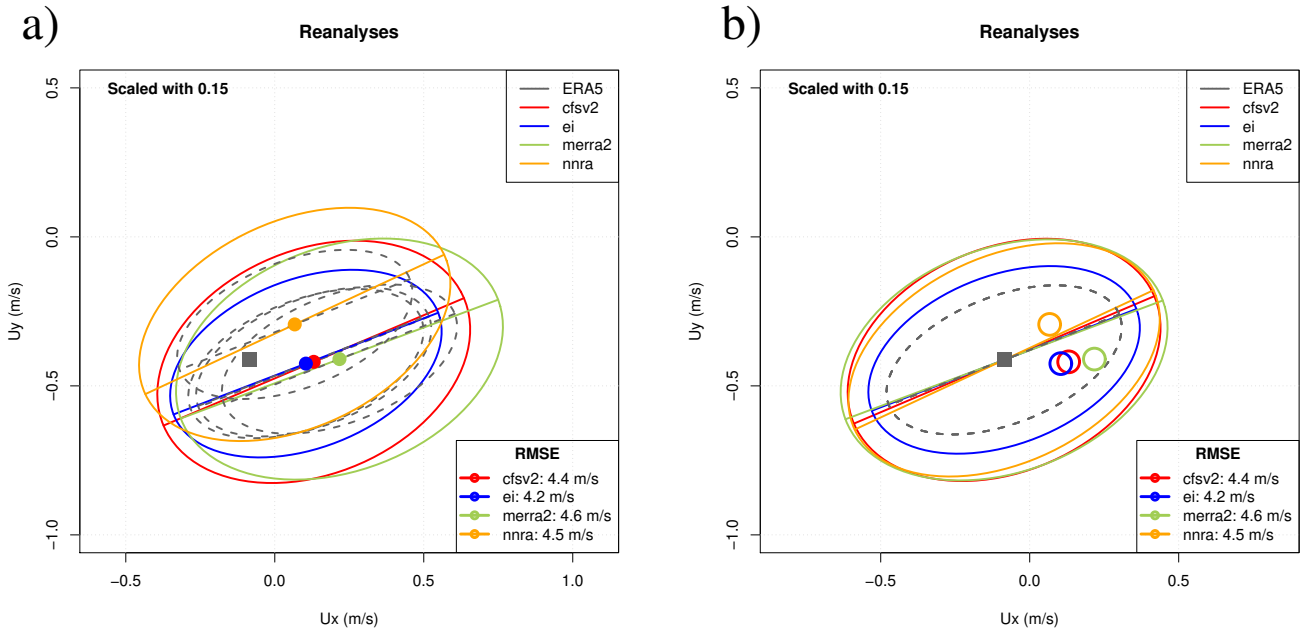 a)
Reanalyses
Scaled with 0.15
ERA5
cfsv2
ei
merra2
nnra
0.5
0.0
−0.5
−1.0
Uy (m/s)
RMSE
cfsv2: 4.4 m/s
ei: 4.2 m/s
merra2: 4.6 m/s
nnra: 4.5 m/s
−0.5
0.0
0.5
1.0
Ux (m/s)
b)
Reanalyses
Scaled with 0.15
ERA5
cfsv2
ei
merra2
nnra
0.5
0.0
−0.5
−1.0
Uy (m/s)
RMSE
cfsv2: 4.4 m/s
ei: 4.2 m/s
merra2: 4.6 m/s
nnra: 4.5 m/s
−0.5
0.0
0.5
Ux (m/s)